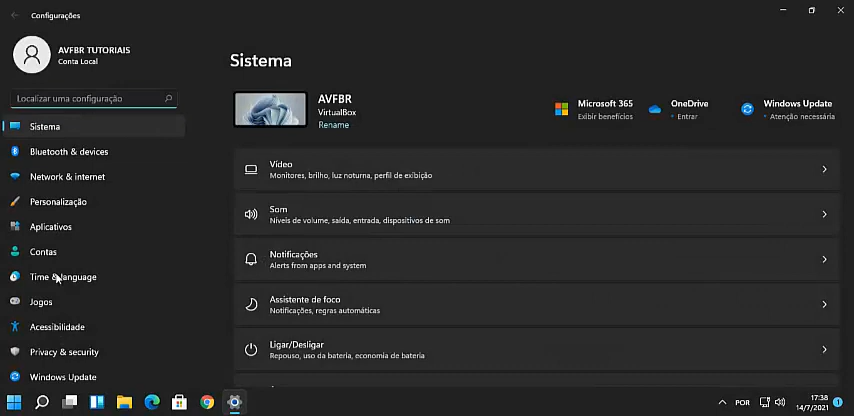 Configurações
AVFBR TUTORIAIS
Conta Local
Localizar uma configuração
Sistema
Bluetooth & devices
Network & internet
Personalização
Aplicativos
Contas
Time & language
Jogos
Acessibilidade
Privacy & security
Windows Update
Sistema
AVFBR
VirtualBox
Rename
Microsoft 365
Exibir benefícios
OneDrive
Entrar
Windows Update
Atenção necessária
Vídeo
Monitores, brilho, luz noturna, perfil de exibição
Som
Níveis de volume, saída, entrada, dispositivos de som
Notificações
Alerts from apps and system
Assistente de foco
Notificações, regras automáticas
Ligar/Desligar
Repouso, uso da bateria, economia de bateria
POR
17:38
14/7/2021
1